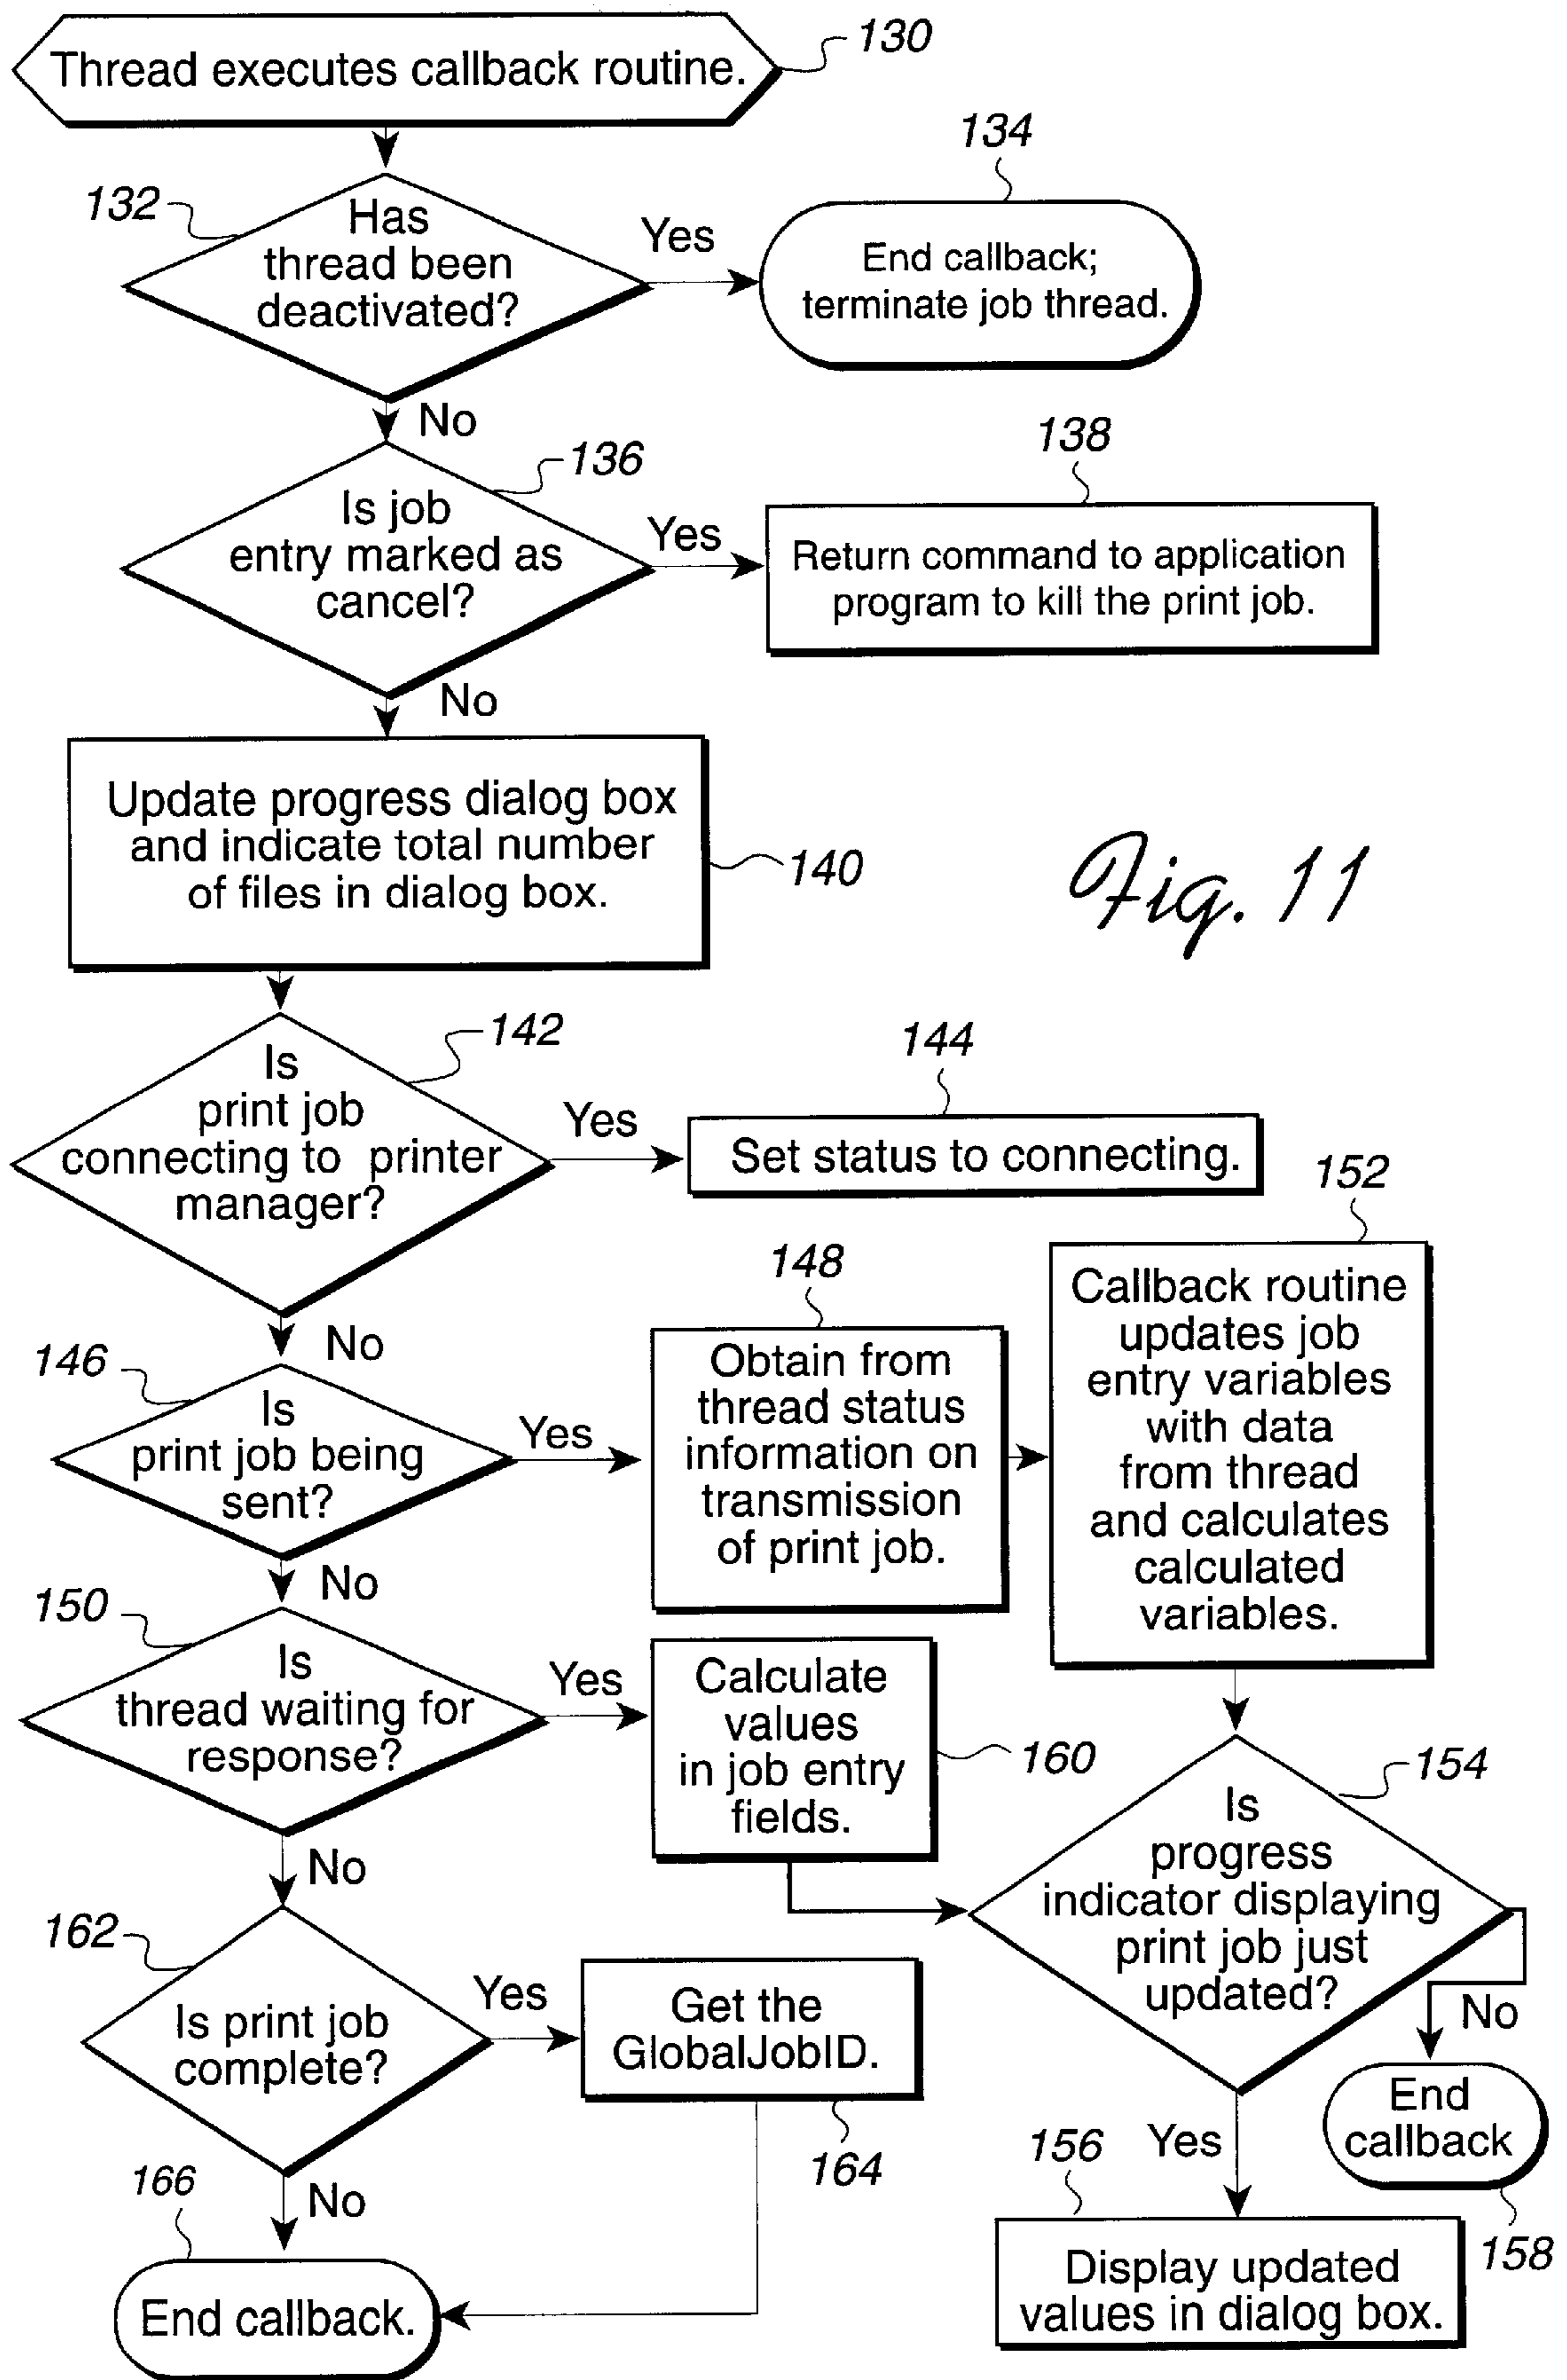 Thread executes callback routine.
130
132
Has
thread been
deactivated?
Yes
134
End callback;
terminate job thread.
No
136
Is job
entry marked as
cancel?
Yes
138
Return command to application
program to kill the print job.
No
Update progress dialog box
and indicate total number
of files in dialog box.
140
Fig. 11
142
Is
print job
connecting to printer
manager?
Yes
144
Set status to connecting.
No
146
Is
print job being
sent?
Yes
148
Obtain from
thread status
information on
transmission
of print job.
152
Callback routine
updates job
entry variables
with data
from thread
and calculates
calculated
variables.
No
150
Is
thread waiting for
response?
Yes
Calculate
values
in job entry
fields.
160
154
Is
progress
indicator displaying
print job just
updated?
No
End
callback
158
Yes
156
Display updated
values in dialog box.
No
162
Is print job
complete?
Yes
Get the
GlobalJobID.
164
No
166
End callback.